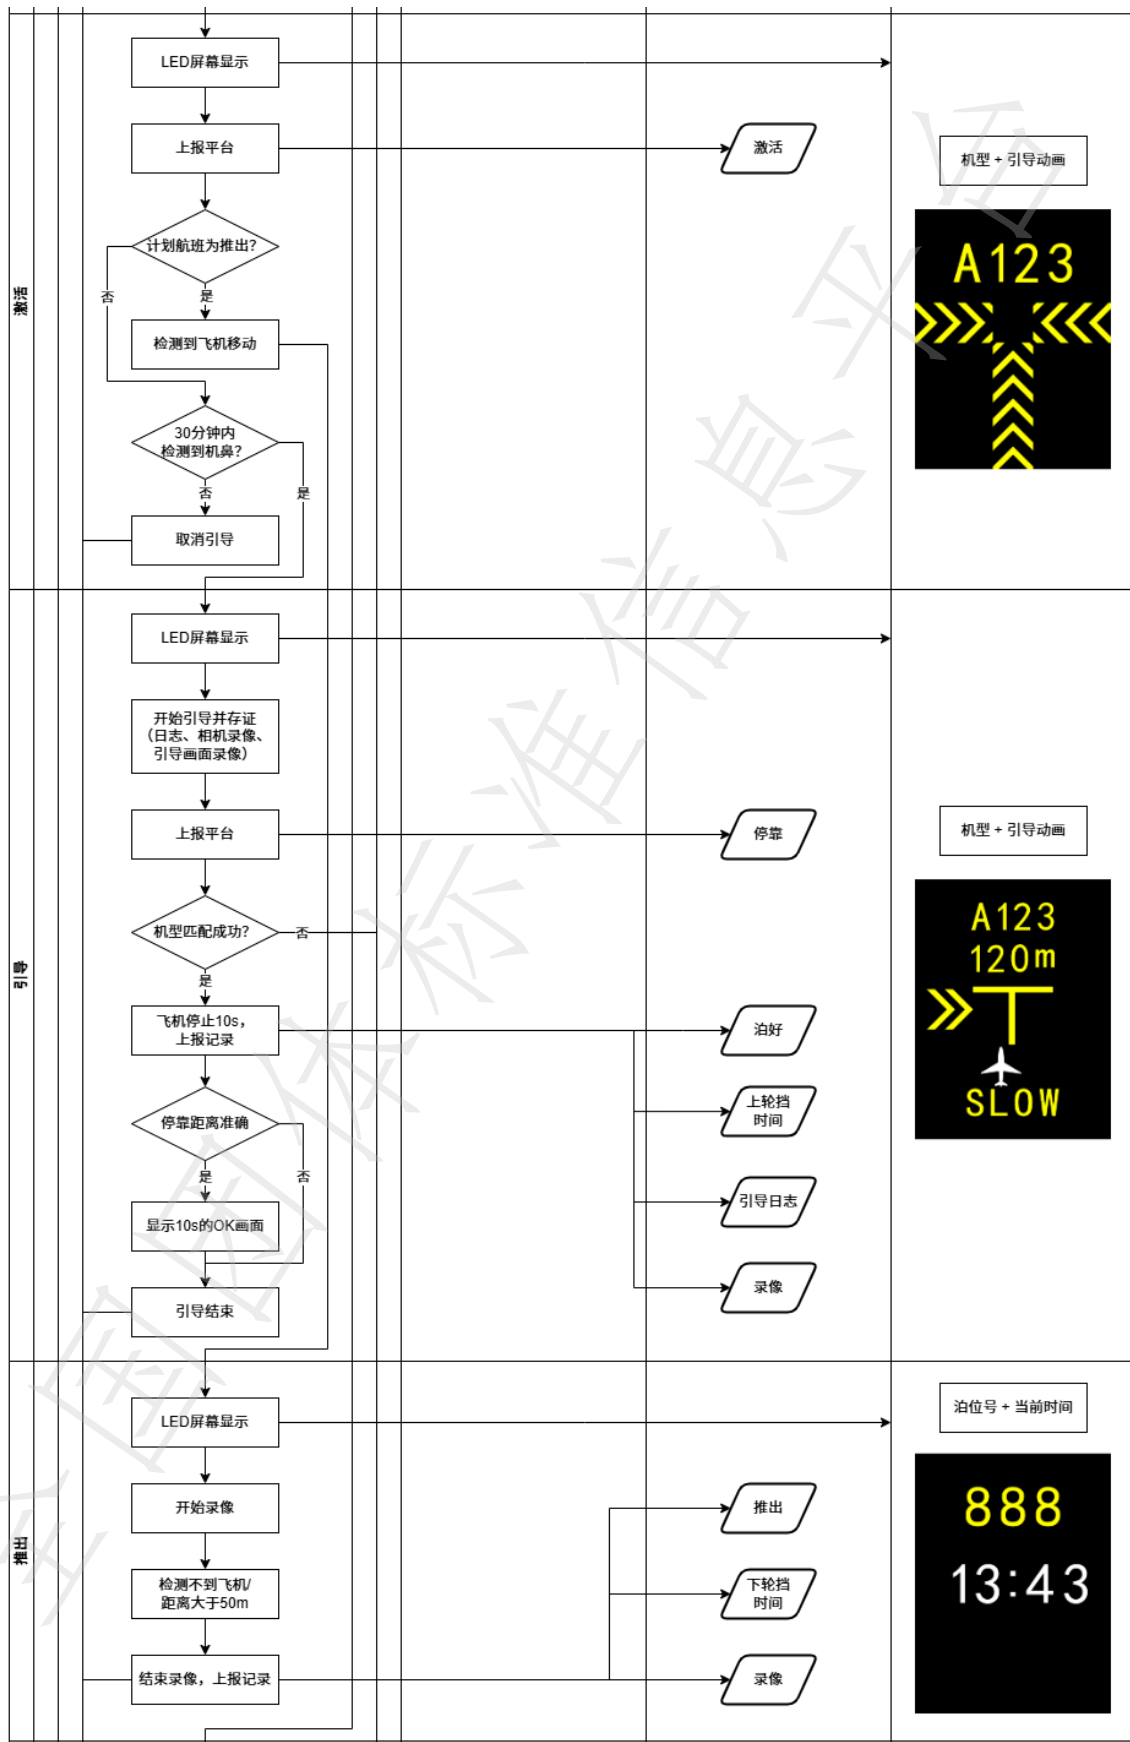 LED屏幕显示
上报平台
激活
机型 + 引导动画
A123
计划航班为推出？
否
是
激活
检测到飞机移动
30分钟内
检测到机鼻？
否
是
取消引导
LED屏幕显示
开始引导并存证
（日志、相机录像、
引导画面录像）
上报平台
停靠
机型 + 引导动画
A123
120m
SLOW
机型匹配成功？
否
是
引导
飞机停止10s，
上报记录
泊好
上轮挡
时间
停靠距离准确
是
否
引导日志
显示10s的OK画面
录像
引导结束
LED屏幕显示
泊位号 + 当前时间
888
13:43
开始录像
推出
推出
检测不到飞机/
距离大于50m
下轮挡
时间
结束录像，上报记录
录像
全国团体标准信息平台